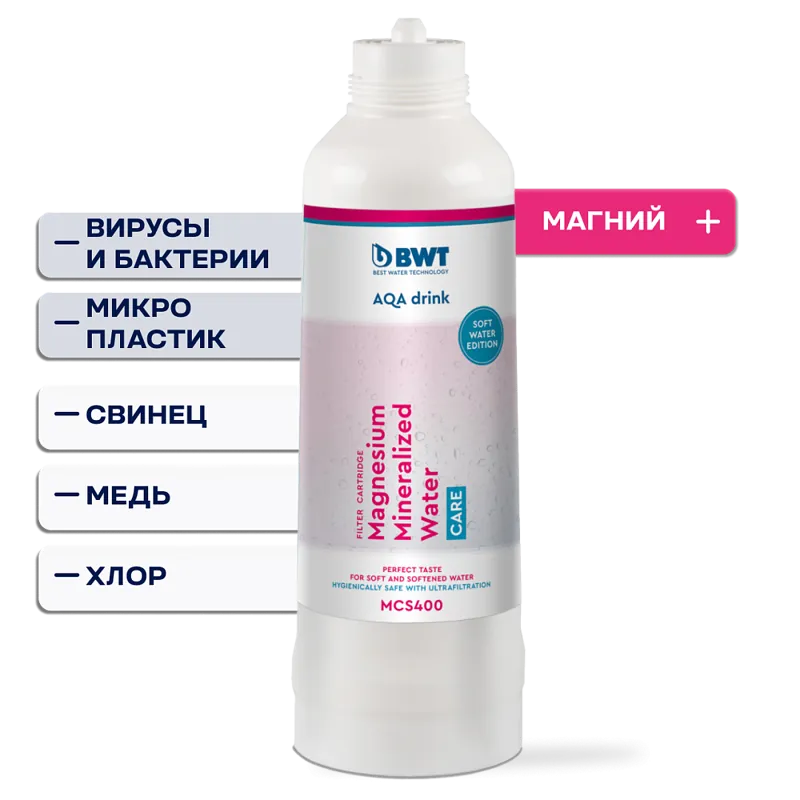 — ВИРУСЫ
И БАКТЕРИИ
— МИКРО
ПЛАСТИК
— СВИНЕЦ
— МЕДЬ
— ХЛОР
МАГНИЙ +
BWT
BEST WATER TECHNOLOGY
AQA drink
SOFT
WATER
EDITION
FILTER CARTRIDGE
Magnesium
Mineralized
Water
CARE
PERFECT TASTE
FOR SOFT AND SOFTENED WATER
HYGIENICALLY SAFE WITH ULTRAFILTRATION
MCS400